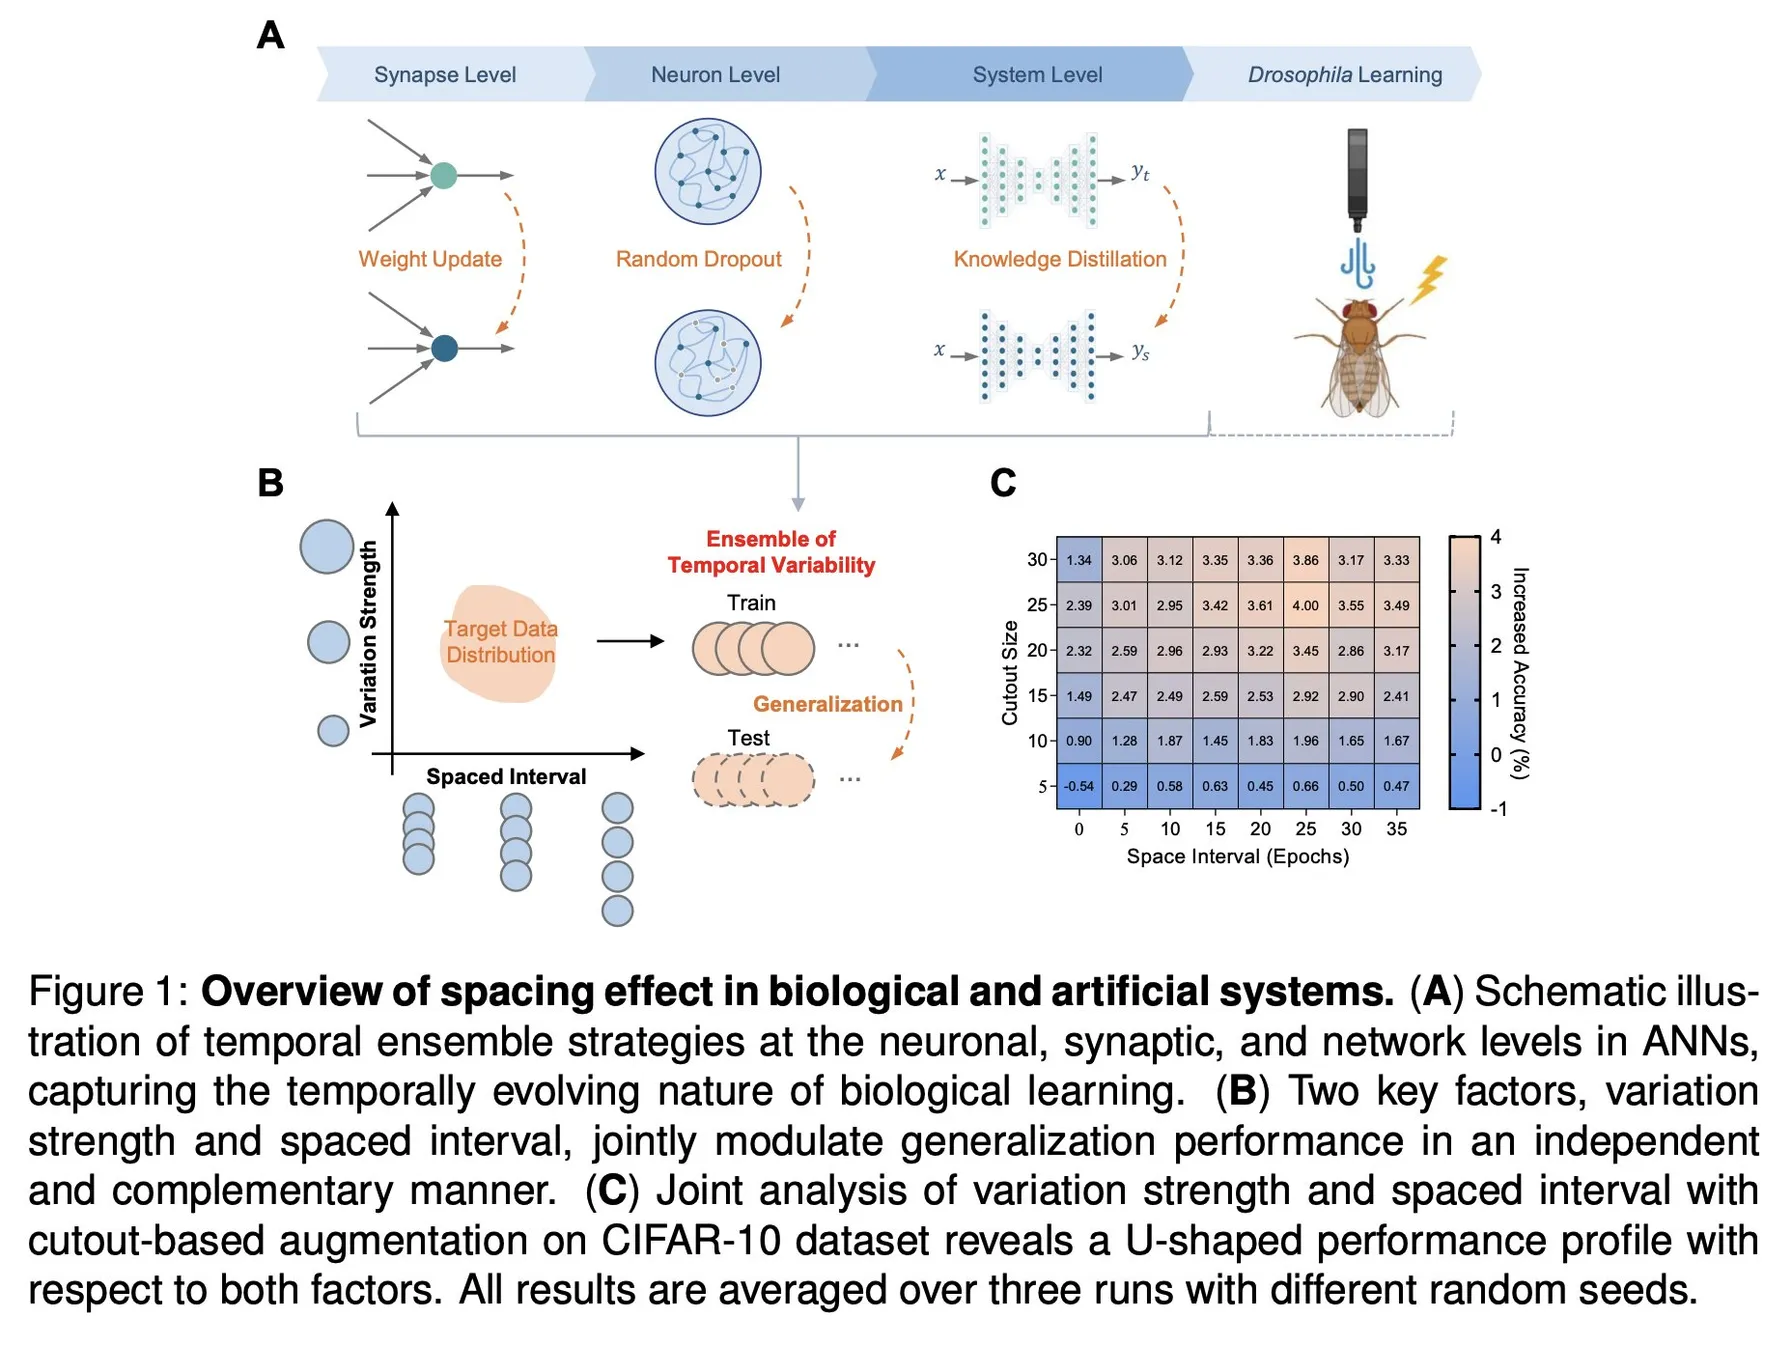 A
Synapse Level
Neuron Level
System Level
Drosophila Learning
x
yt
Weight Update
Random Dropout
Knowledge Distillation
x
ys
B
Variation Strength
Target Data
Distribution
Spaced Interval
Ensemble of
Temporal Variability
Train
...
Generalization
Test
...
C
Cutout Size
30 1.34 3.06 3.12 3.35 3.36 3.86 3.17 3.33
25 2.39 3.01 2.95 3.42 3.61 4.00 3.55 3.49
20 2.32 2.59 2.96 2.93 3.22 3.45 2.86 3.17
15 1.49 2.47 2.49 2.59 2.53 2.92 2.90 2.41
10 0.90 1.28 1.87 1.45 1.83 1.96 1.65 1.67
5 -0.54 0.29 0.58 0.63 0.45 0.66 0.50 0.47
0 5 10 15 20 25 30 35
Space Interval (Epochs)
4
3
2
1
0
-1
Increased Accuracy (%)
Figure 1: Overview of spacing effect in biological and artificial systems. (A) Schematic illus-
tration of temporal ensemble strategies at the neuronal, synaptic, and network levels in ANNs,
capturing the temporally evolving nature of biological learning. (B) Two key factors, variation
strength and spaced interval, jointly modulate generalization performance in an independent
and complementary manner. (C) Joint analysis of variation strength and spaced interval with
cutout-based augmentation on CIFAR-10 dataset reveals a U-shaped performance profile with
respect to both factors. All results are averaged over three runs with different random seeds.